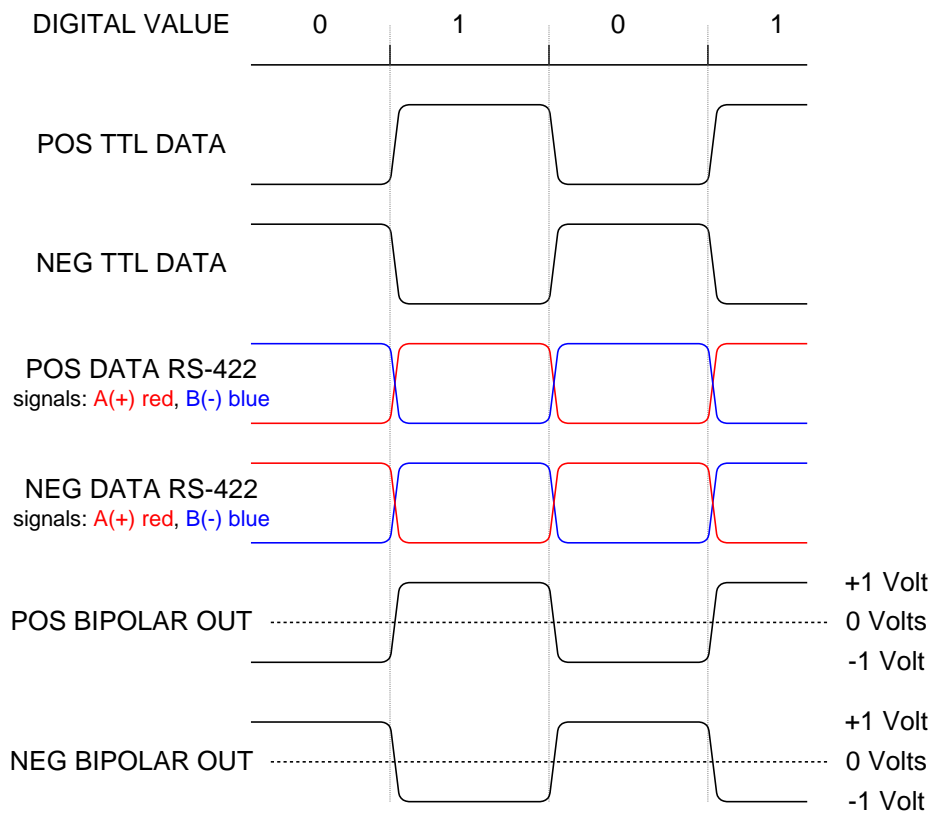 DIGITAL VALUE 0 1 0 1
POS TTL DATA
NEG TTL DATA
POS DATA RS-422
signals: A(+) red, B(-) blue
NEG DATA RS-422
signals: A(+) red, B(-) blue
+1 Volt
POS BIPOLAR OUT 0 Volts
-1 Volt
+1 Volt
NEG BIPOLAR OUT 0 Volts
-1 Volt